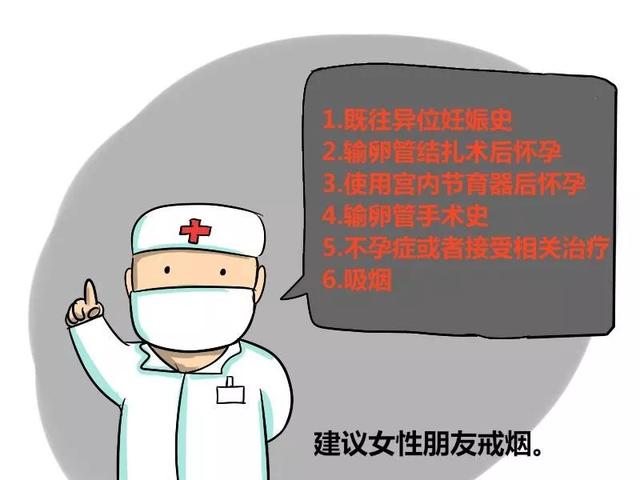 1.既往异位妊娠史
2.输卵管结扎术后怀孕
3.使用宫内节育器后怀孕
4.输卵管手术史
5.不孕症或者接受相关治疗
6.吸烟
建议女性朋友戒烟。